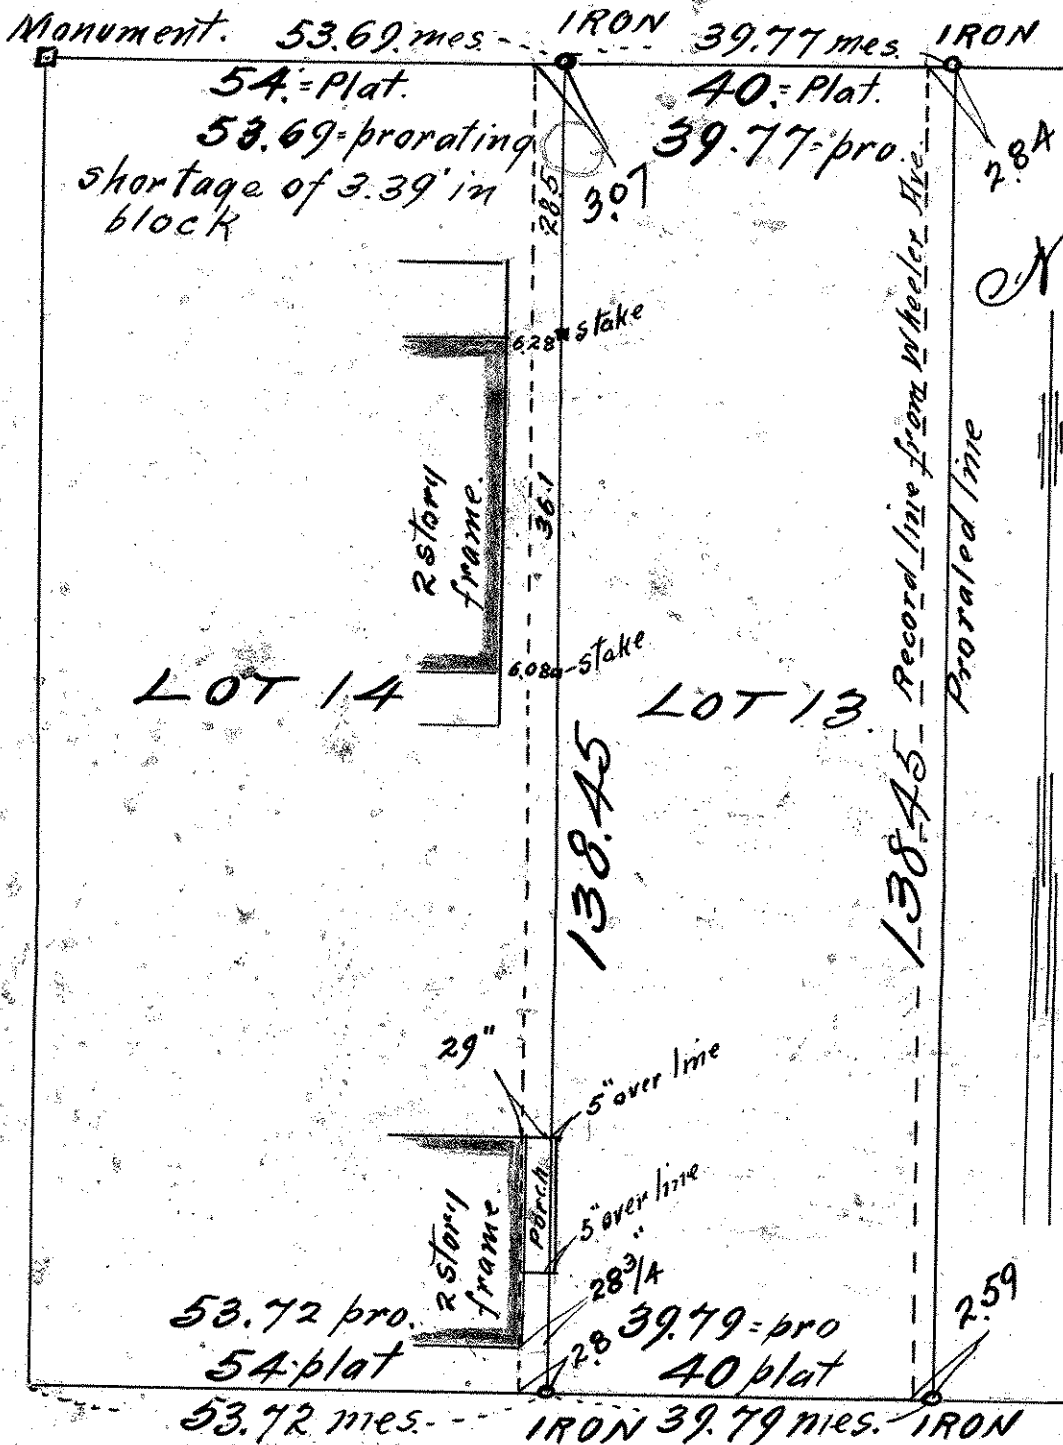 Monument. 53.69. mes. IRON 39.77 mes. IRON
54.=Plat. 40.=Plat.
53.69=prorating 39.77=pro.
shortage of 3.39' in
block
28.5
3.07
2.84
N
6.28 stake
36.1
2 story
frame.
6.08 stake
LOT 14
LOT 13.
Record line from Wheeler Ave.
Prorated line
138.45
138.45
29"
5" over line
Porch
5" over line
2 story
frame.
28 3/4"
2.8
2.59
53.72 pro. 39.79=pro
54 plat 40 plat
53.72 mes. IRON 39.79 mes. IRON